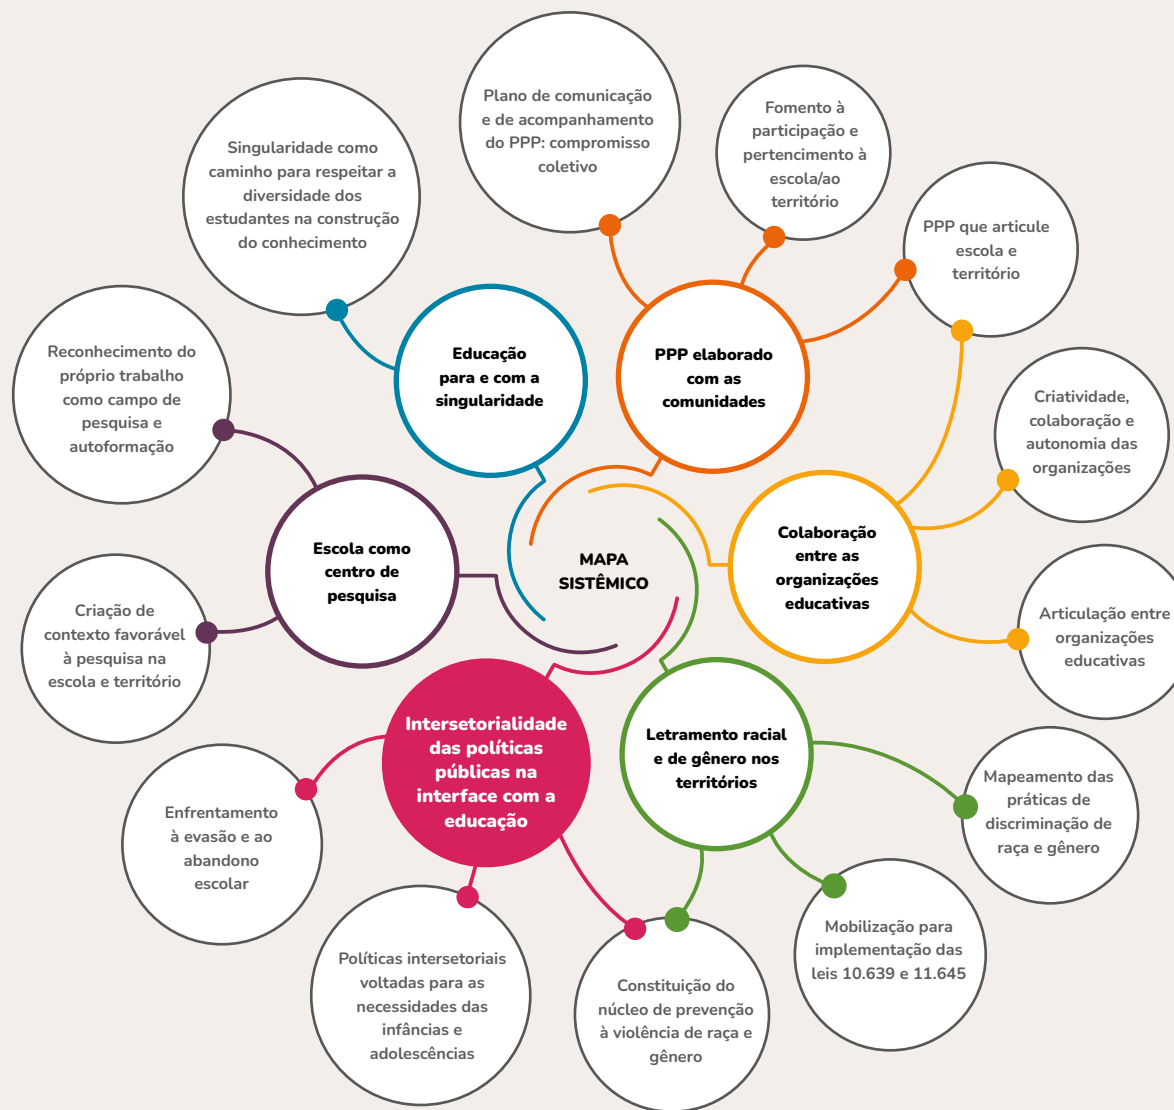 Plano de comunicação
e de acompanhamento
do PPP: compromisso
coletivo
Fomento à
participação e
pertencimento à
escola/ao
território
Singularidade como
caminho para respeitar a
diversidade dos
estudantes na construção
do conhecimento
PPP que articule
escola e
território
Reconhecimento do
próprio trabalho
como campo de
pesquisa e
autoformação
Educação
para e com a
singularidade
PPP elaborado
com as
comunidades
Criatividade,
colaboração e
autonomia das
organizações
Escola como
centro de
pesquisa
MAPA
SISTÊMICO
Colaboração
entre as
organizações
educativas
Criação de
contexto favorável
à pesquisa na
escola e território
Articulação entre
organizações
educativas
Intersetorialidade
das políticas
públicas na
interface com a
educação
Letramento racial
e de gênero nos
territórios
Mapeamento das
práticas de
discriminação de
raça e gênero
Enfrentamento
à evasão e ao
abandono
escolar
Mobilização para
implementação das
leis 10.639 e 11.645
Políticas intersetoriais
voltadas para as
necessidades das
infâncias e
adolescências
Constituição do
núcleo de prevenção
à violência de raça e
gênero